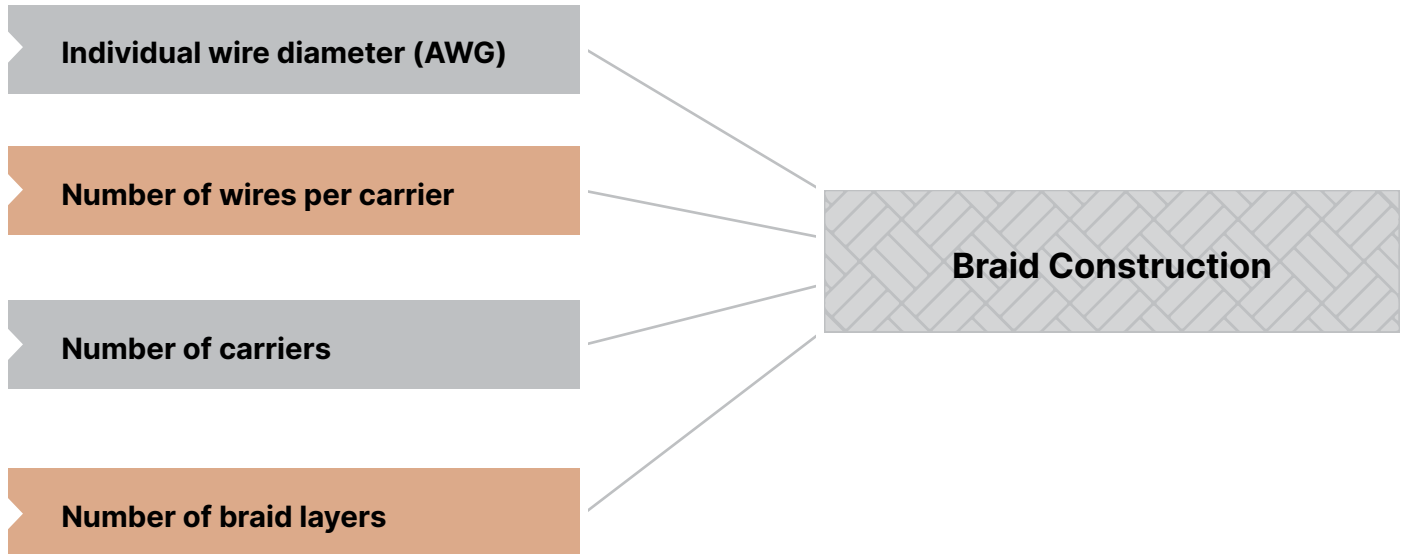 Individual wire diameter (AWG)
Number of wires per carrier
Braid Construction
Number of carriers
Number of braid layers